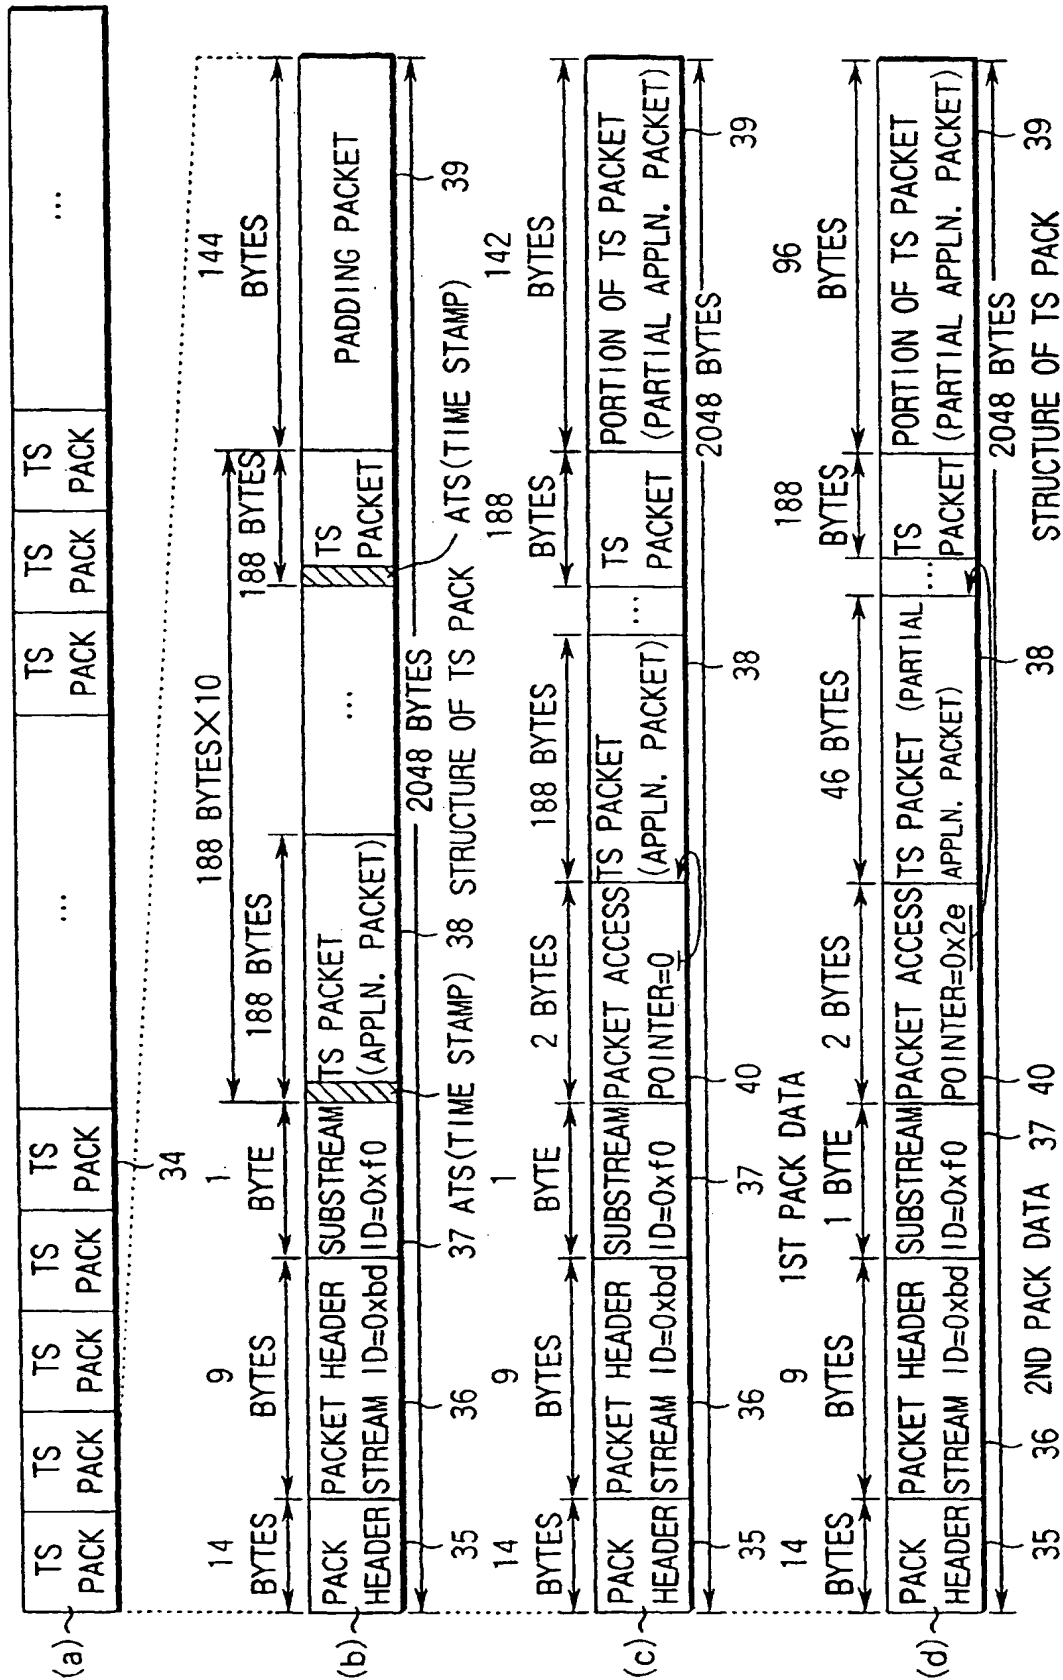 (a)
TS PACK
TS PACK
TS PACK
TS PACK
TS PACK
...
TS PACK
TS PACK
TS PACK
...
34
(b)
14 BYTES
9 BYTES
1 BYTE
188 BYTES×10
188 BYTES
188 BYTES
144 BYTES
PACK HEADER
PACKET HEADER STREAM ID=0xbd
SUBSTREAM ID=0xf0
TS PACKET (APPLN. PACKET)
...
TS PACKET
PADDING PACKET
2048 BYTES
35
36
37
ATS(TIME STAMP)
38
STRUCTURE OF TS PACK
ATS(TIME STAMP)
39
(c)
14 BYTES
9 BYTES
1 BYTE
2 BYTES
188 BYTES
188 BYTES
142 BYTES
PACK HEADER
PACKET HEADER STREAM ID=0xbd
SUBSTREAM ID=0xf0
PACKET ACCESS POINTER=0
TS PACKET (APPLN. PACKET)
...
TS PACKET
PORTION OF TS PACKET (PARTIAL APPLN. PACKET)
2048 BYTES
35
36
37
40
38
39
1ST PACK DATA
(d)
14 BYTES
9 BYTES
1 BYTE
2 BYTES
46 BYTES
188 BYTES
96 BYTES
PACK HEADER
PACKET HEADER STREAM ID=0xbd
SUBSTREAM ID=0xf0
PACKET ACCESS POINTER=0x2e
TS PACKET (PARTIAL APPLN. PACKET)
...
TS PACKET
PORTION OF TS PACKET (PARTIAL APPLN. PACKET)
2048 BYTES
35
36
2ND PACK DATA
37
40
38
STRUCTURE OF TS PACK
39